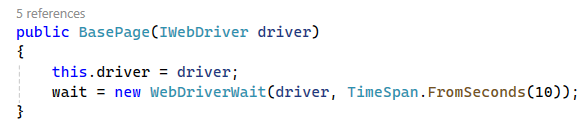 5 references
public BasePage(IWebDriver driver)
{
    this.driver = driver;
    wait = new WebDriverWait(driver, TimeSpan.FromSeconds(10));
}